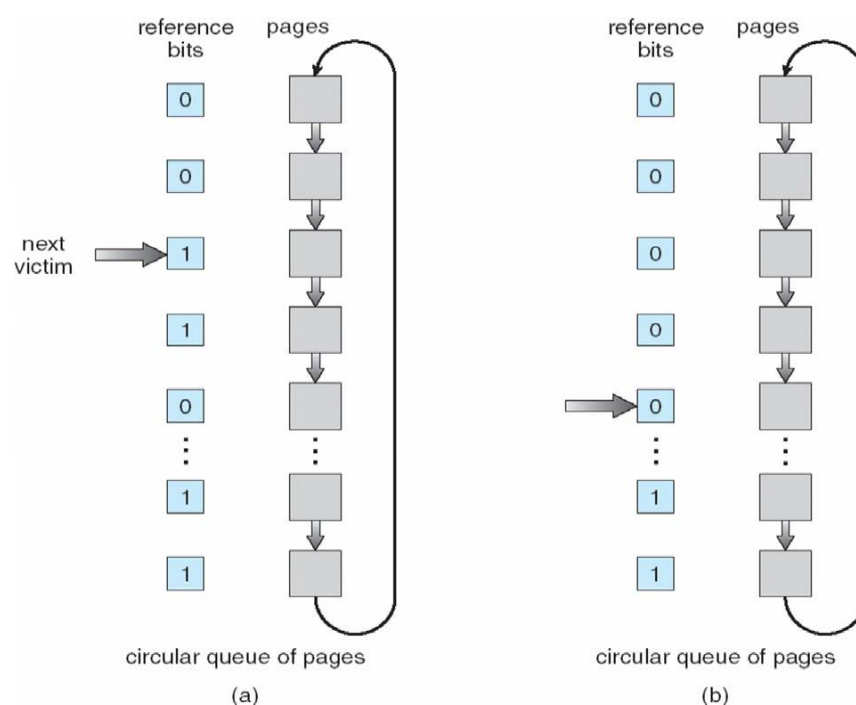 reference bits
pages
0
0
next victim
1
1
0
1
1
circular queue of pages
(a)
reference bits
pages
0
0
0
0
0
1
1
circular queue of pages
(b)